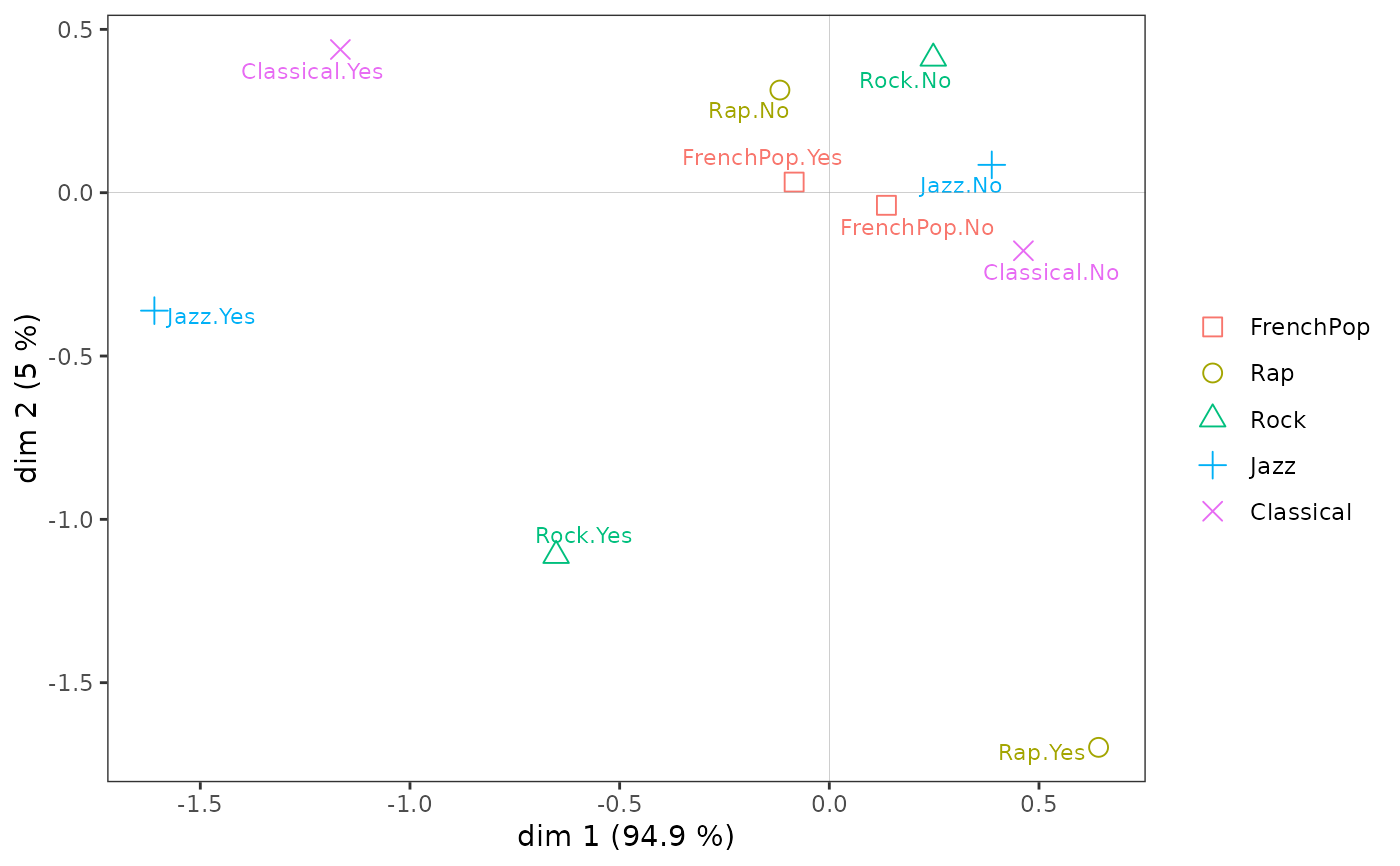 0.5
0.0
-0.5
-1.0
-1.5
dim 2 (5 %)
Classical.Yes
Rock.No
Rap.No
FrenchPop.Yes
Jazz.No
FrenchPop.No
Classical.No
Jazz.Yes
Rock.Yes
Rap.Yes
-1.5
-1.0
-0.5
0.0
0.5
dim 1 (94.9 %)
FrenchPop
Rap
Rock
Jazz
Classical